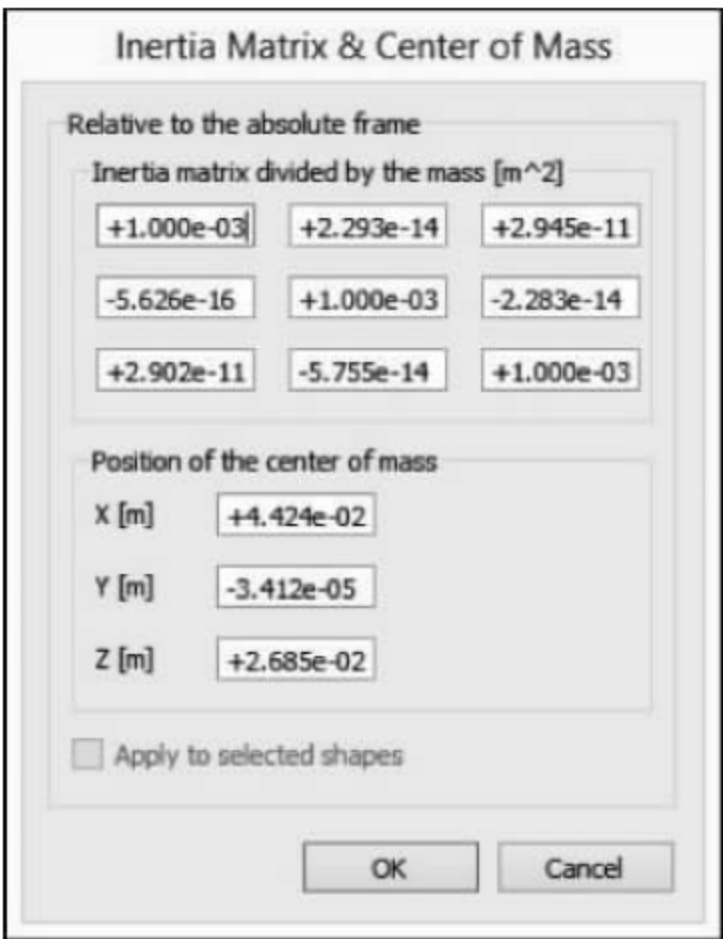 Inertia Matrix & Center of Mass
Relative to the absolute frame
Inertia matrix divided by the mass [m^2]
+1.000e-03 +2.293e-14 +2.945e-11
-5.626e-16 +1.000e-03 -2.283e-14
+2.902e-11 -5.755e-14 +1.000e-03
Position of the center of mass
X [m] +4.424e-02
Y [m] -3.412e-05
Z [m] +2.685e-02
Apply to selected shapes
OK Cancel